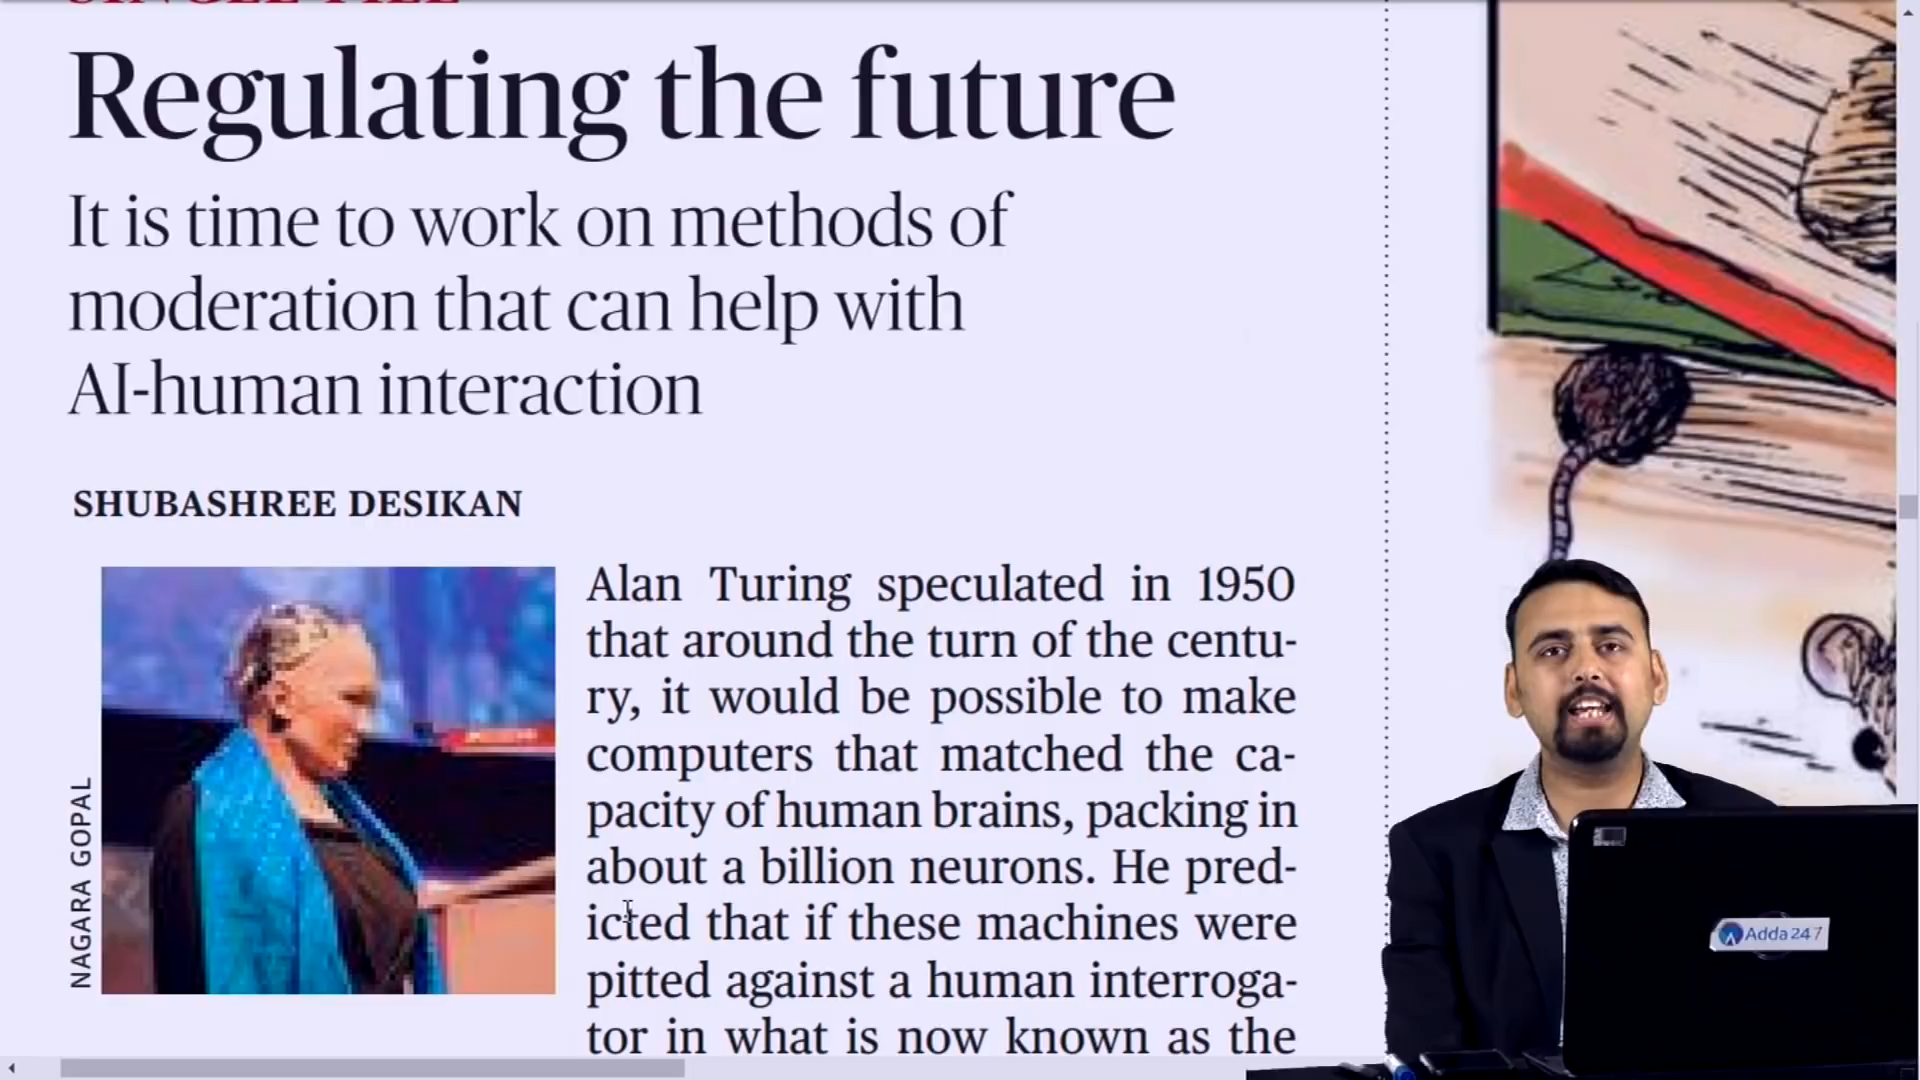 SINGLE FILE
Regulating the future
It is time to work on methods of
moderation that can help with
AI-human interaction
SHUBASHREE DESIKAN
NAGARA GOPAL
Alan Turing speculated in 1950
that around the turn of the centu-
ry, it would be possible to make
computers that matched the ca-
pacity of human brains, packing in
about a billion neurons. He pred-
icted that if these machines were
pitted against a human interroga-
tor in what is now known as the
Adda247